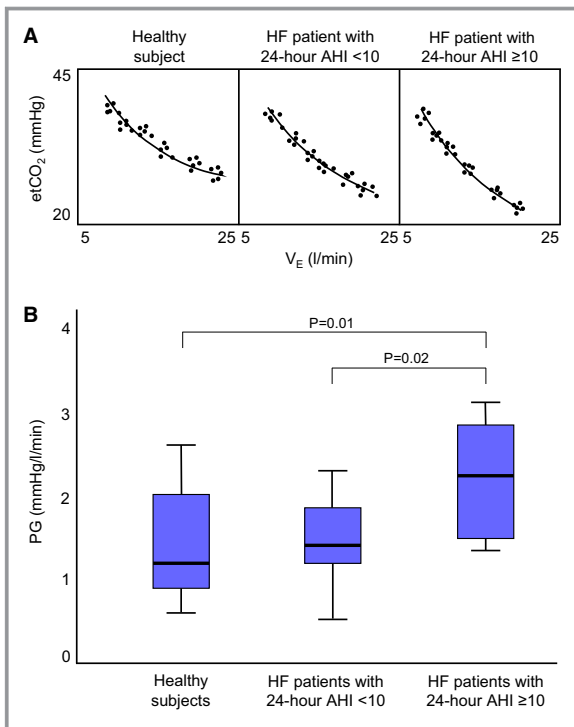 A
Healthy subject
HF patient with 24-hour AHI <10
HF patient with 24-hour AHI ≥10
45
etCO₂ (mmHg)
20
5
25
5
25
5
25
V_E (l/min)
B
4
3
2
1
0
PG (mmHg/l/min)
P=0.01
P=0.02
Healthy
subjects
HF patients with
24-hour AHI <10
HF patients with
24-hour AHI ≥10